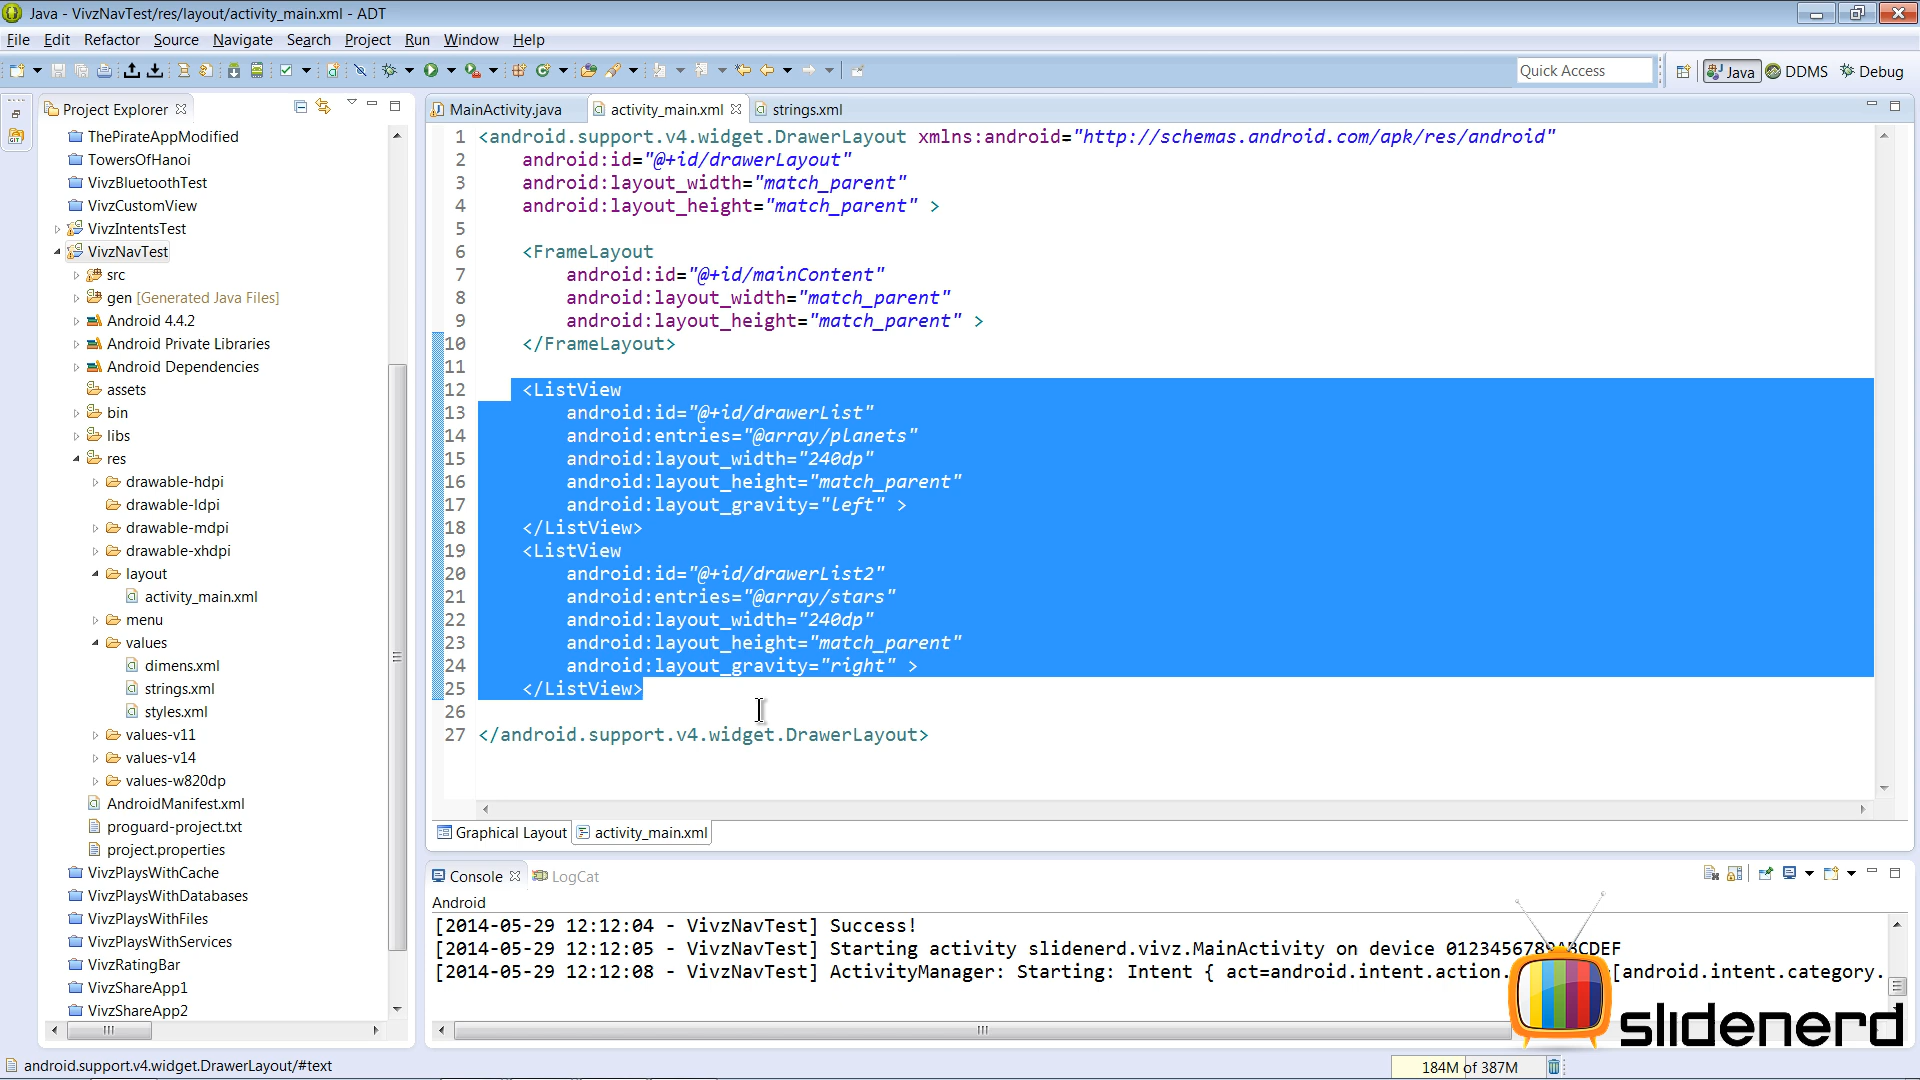 Java - VivzNavTest/res/layout/activity_main.xml - ADT
File Edit Refactor Source Navigate Search Project Run Window Help
Quick Access
Java
DDMS
Debug
Project Explorer
ThePirateAppModified
TowersOfHanoi
VivzBluetoothTest
VivzCustomView
VivzIntentsTest
VivzNavTest
src
gen [Generated Java Files]
Android 4.4.2
Android Private Libraries
Android Dependencies
assets
bin
libs
res
drawable-hdpi
drawable-ldpi
drawable-mdpi
drawable-xhdpi
layout
activity_main.xml
menu
values
dimens.xml
strings.xml
styles.xml
values-v11
values-v14
values-w820dp
AndroidManifest.xml
proguard-project.txt
project.properties
VivzPlaysWithCache
VivzPlaysWithDatabases
VivzPlaysWithFiles
VivzPlaysWithServices
VivzRatingBar
VivzShareApp1
VivzShareApp2
MainActivity.java activity_main.xml strings.xml
1 <android.support.v4.widget.DrawerLayout xmlns:android="http://schemas.android.com/apk/res/android"
2 android:id="@+id/drawerLayout"
3 android:layout_width="match_parent"
4 android:layout_height="match_parent" >
5
6 <FrameLayout
7 android:id="@+id/mainContent"
8 android:layout_width="match_parent"
9 android:layout_height="match_parent" >
10 </FrameLayout>
11
12 <ListView
13 android:id="@+id/drawerList"
14 android:entries="@array/planets"
15 android:layout_width="240dp"
16 android:layout_height="match_parent"
17 android:layout_gravity="left" >
18 </ListView>
19 <ListView
20 android:id="@+id/drawerList2"
21 android:entries="@array/stars"
22 android:layout_width="240dp"
23 android:layout_height="match_parent"
24 android:layout_gravity="right" >
25 </ListView>
26
27 </android.support.v4.widget.DrawerLayout>
Graphical Layout activity_main.xml
Console LogCat
Android
[2014-05-29 12:12:04 - VivzNavTest] Success!
[2014-05-29 12:12:05 - VivzNavTest] Starting activity slidenerd.vivz.MainActivity on device 0123456789ABCDEF
[2014-05-29 12:12:08 - VivzNavTest] ActivityManager: Starting: Intent { act=android.intent.action. [android.intent.category.
slidenerd
android.support.v4.widget.DrawerLayout/#text
184M of 387M